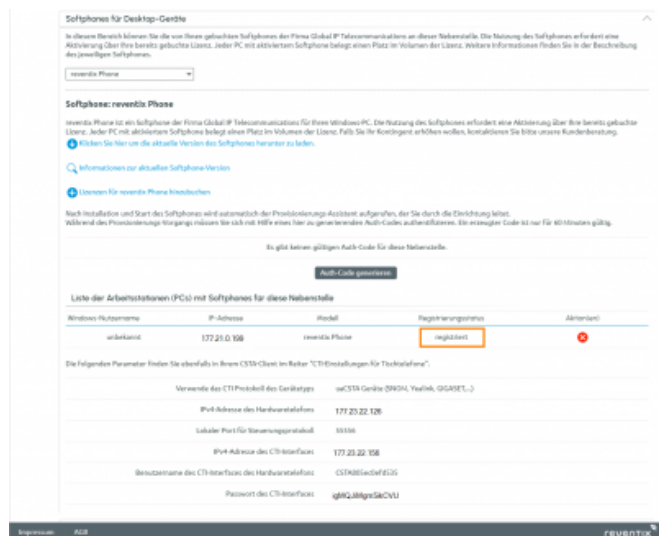 Softphones für Desktop-Geräte
In diesem Bereich können Sie die von Ihnen gebuchten Softphones der Firma Global IP Telecommunications an dieser Nebenstelle. Die Nutzung des Softphones erfordert eine
Aktivierung über Ihre bereits gebuchte Lizenz. Jeder PC mit aktiviertem Softphone belegt einen Platz im Volumen der Lizenz. Weitere Informationen finden Sie in der Beschreibung
des jeweiligen Softphones.
reventix Phone
Softphone: reventix Phone
reventix Phone ist ein Softphone der Firma Global IP Telecommunications für Ihren Windows-PC. Die Nutzung des Softphones erfordert eine Aktivierung über Ihre bereits gebuchte
Lizenz. Jeder PC mit aktiviertem Softphone belegt einen Platz im Volumen der Lizenz. Falls Sie Ihr Kontingent erhöhen wollen, kontaktieren Sie bitte unsere Kundenberatung.
Klicken Sie hier um die aktuelle Version des Softphones herunter zu laden.
Informationen zur aktuellen Softphone-Version
Lizenzen für reventix Phone hinzubuchen
Nach Installation und Start des Softphones wird automatisch der Provisionierungs-Assistent aufgerufen, der Sie durch die Einrichtung leitet.
Während des Provisionierungs-Vorgangs müssen Sie sich mit Hilfe eines hier zu generierenden Auth-Codes authentifizieren. Ein erzeugter Code ist nur für 60 Minuten gültig.
Es gibt keinen gültigen Auth-Code für diese Nebenstelle.
Auth-Code generieren
Liste der Arbeitsstationen (PCs) mit Softphones für diese Nebenstelle
Windows-Nutzername IP-Adresse Modell Registrierungsstatus Aktion(en)
unbekannt 177.21.0.198 reventix Phone registriert
Die folgenden Parameter finden Sie ebenfalls in Ihrem CSTA-Client im Reiter "CTI-Einstellungen für Tischtelefone".
Verwende das CTI Protokoll des Gerätetyps uaCSTA Geräte (SNOM, Yealink, GIGASET,...)
IPv4-Adresse des Hardwaretelefons 177.23.22.126
Lokaler Port für Steuerungsprotokoll
IPv4-Adresse des CTI-Interfaces 177.23.22.158
Benutzername des CTI-Interfaces des Hardwaretelefons
Passwort des CTI-Interfaces
Impressum AGB reventix